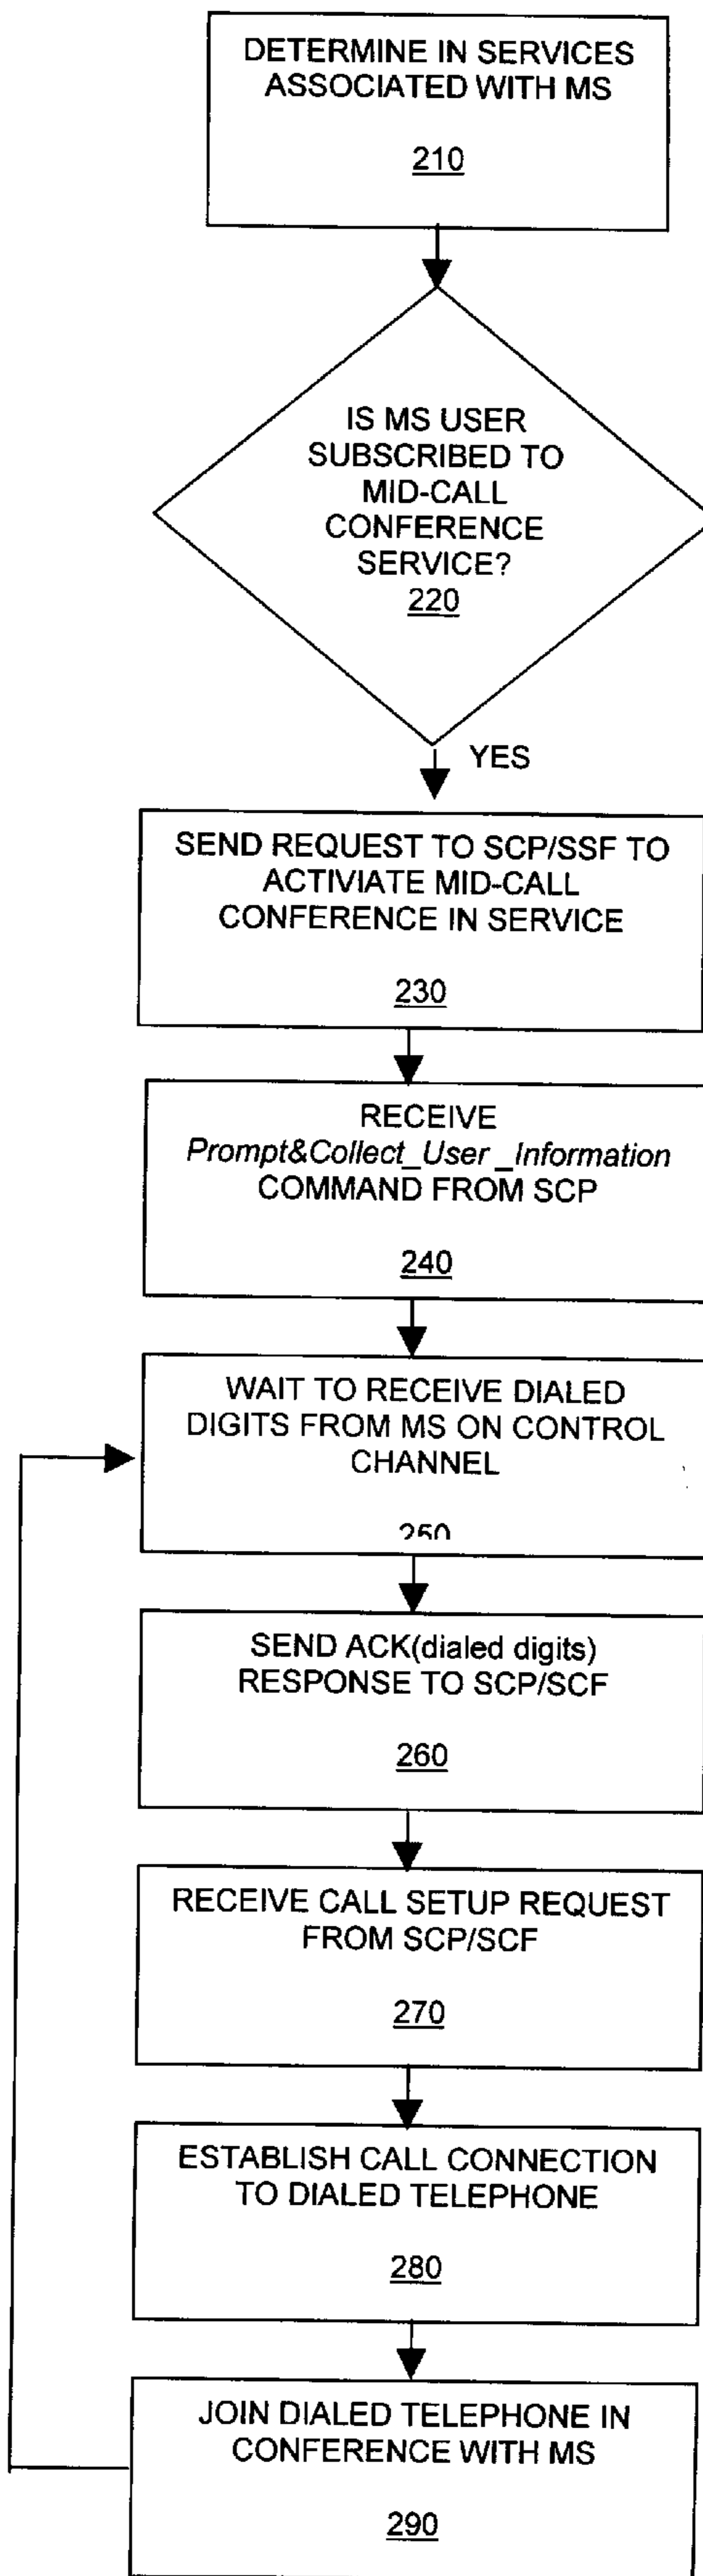 DETERMINE IN SERVICES
ASSOCIATED WITH MS
210
IS MS USER
SUBSCRIBED TO
MID-CALL
CONFERENCE
SERVICE?
220
YES
SEND REQUEST TO SCP/SSF TO
ACTIVIATE MID-CALL
CONFERENCE IN SERVICE
230
RECEIVE
Prompt&Collect_User_Information
COMMAND FROM SCP
240
WAIT TO RECEIVE DIALED
DIGITS FROM MS ON CONTROL
CHANNEL
250
SEND ACK(dialed digits)
RESPONSE TO SCP/SCF
260
RECEIVE CALL SETUP REQUEST
FROM SCP/SCF
270
ESTABLISH CALL CONNECTION
TO DIALED TELEPHONE
280
JOIN DIALED TELEPHONE IN
CONFERENCE WITH MS
290